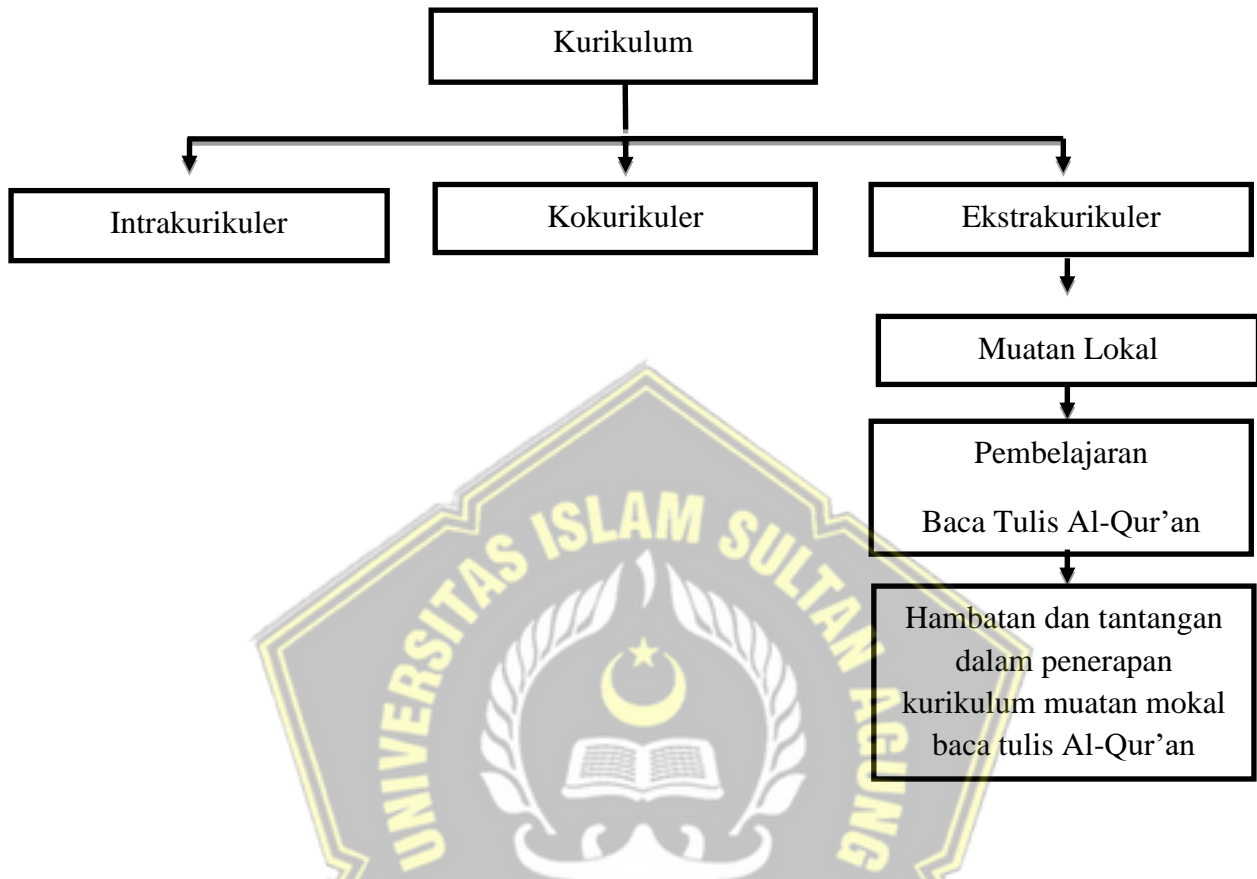 Kurikulum
Intrakurikuler
Kokurikuler
Ekstrakurikuler
Muatan Lokal
Pembelajaran
Baca Tulis Al-Qur’an
Hambatan dan tantangan
dalam penerapan
kurikulum muatan mokal
baca tulis Al-Qur’an
UNIVERSITAS ISLAM SULTAN AGUNG